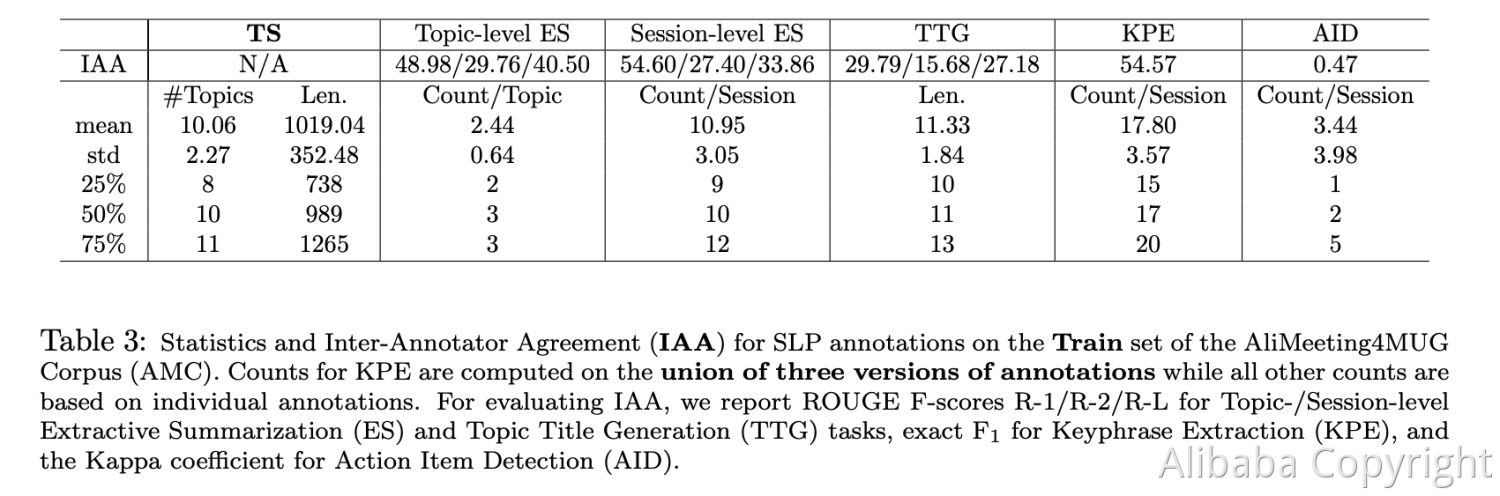 TS Topic-level ES Session-level ES TTG KPE AID
IAA N/A 48.98/29.76/40.50 54.60/27.40/33.86 29.79/15.68/27.18 54.57 0.47
#Topics Len. Count/Topic Count/Session Len. Count/Session Count/Session
mean 10.06 1019.04 2.44 10.95 11.33 17.80 3.44
std 2.27 352.48 0.64 3.05 1.84 3.57 3.98
25% 8 738 2 9 10 15 1
50% 10 989 3 10 11 17 2
75% 11 1265 3 12 13 20 5
Table 3: Statistics and Inter-Annotator Agreement (IAA) for SLP annotations on the Train set of the AliMeeting4MUG
Corpus (AMC). Counts for KPE are computed on the union of three versions of annotations while all other counts are
based on individual annotations. For evaluating IAA, we report ROUGE F-scores R-1/R-2/R-L for Topic-/Session-level
Extractive Summarization (ES) and Topic Title Generation (TTG) tasks, exact F₁ for Keyphrase Extraction (KPE), and
the Kappa coefficient for Action Item Detection (AID).
Alibaba Copyright